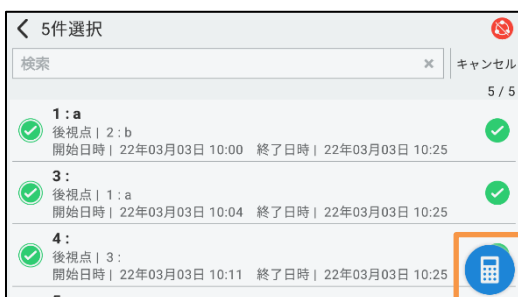 5件選択
検索 × キャンセル
5 / 5
1 : a
後視点 | 2 : b
開始日時 | 22年03月03日 10:00 終了日時 | 22年03月03日 10:25
3 :
後視点 | 1 : a
開始日時 | 22年03月03日 10:04 終了日時 | 22年03月03日 10:25
4 :
後視点 | 3 :
開始日時 | 22年03月03日 10:11 終了日時 | 22年03月03日 10:25